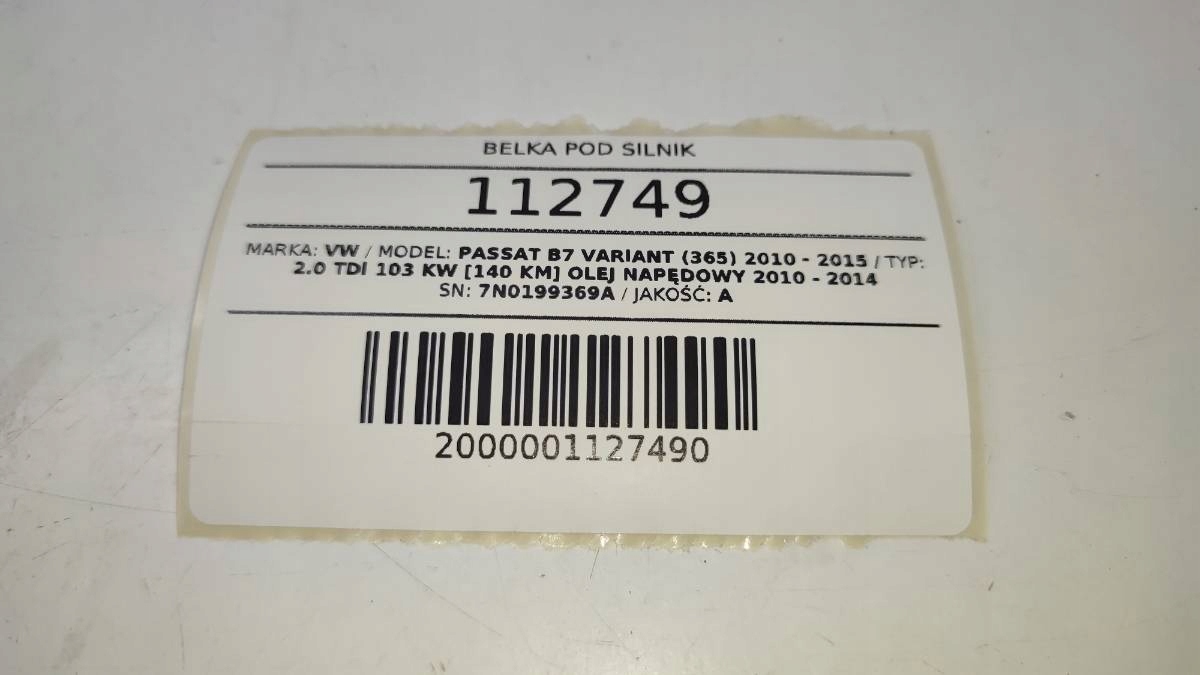 BELKA POD SILNIK
112749
MARKA: VW / MODEL: PASSAT B7 VARIANT (365) 2010 - 2015 / TYP:
2.0 TDI 103 KW [140 KM] OLEJ NAPĘDOWY 2010 - 2014
SN: 7N0199369A / JAKOŚĆ: A
2000001127490